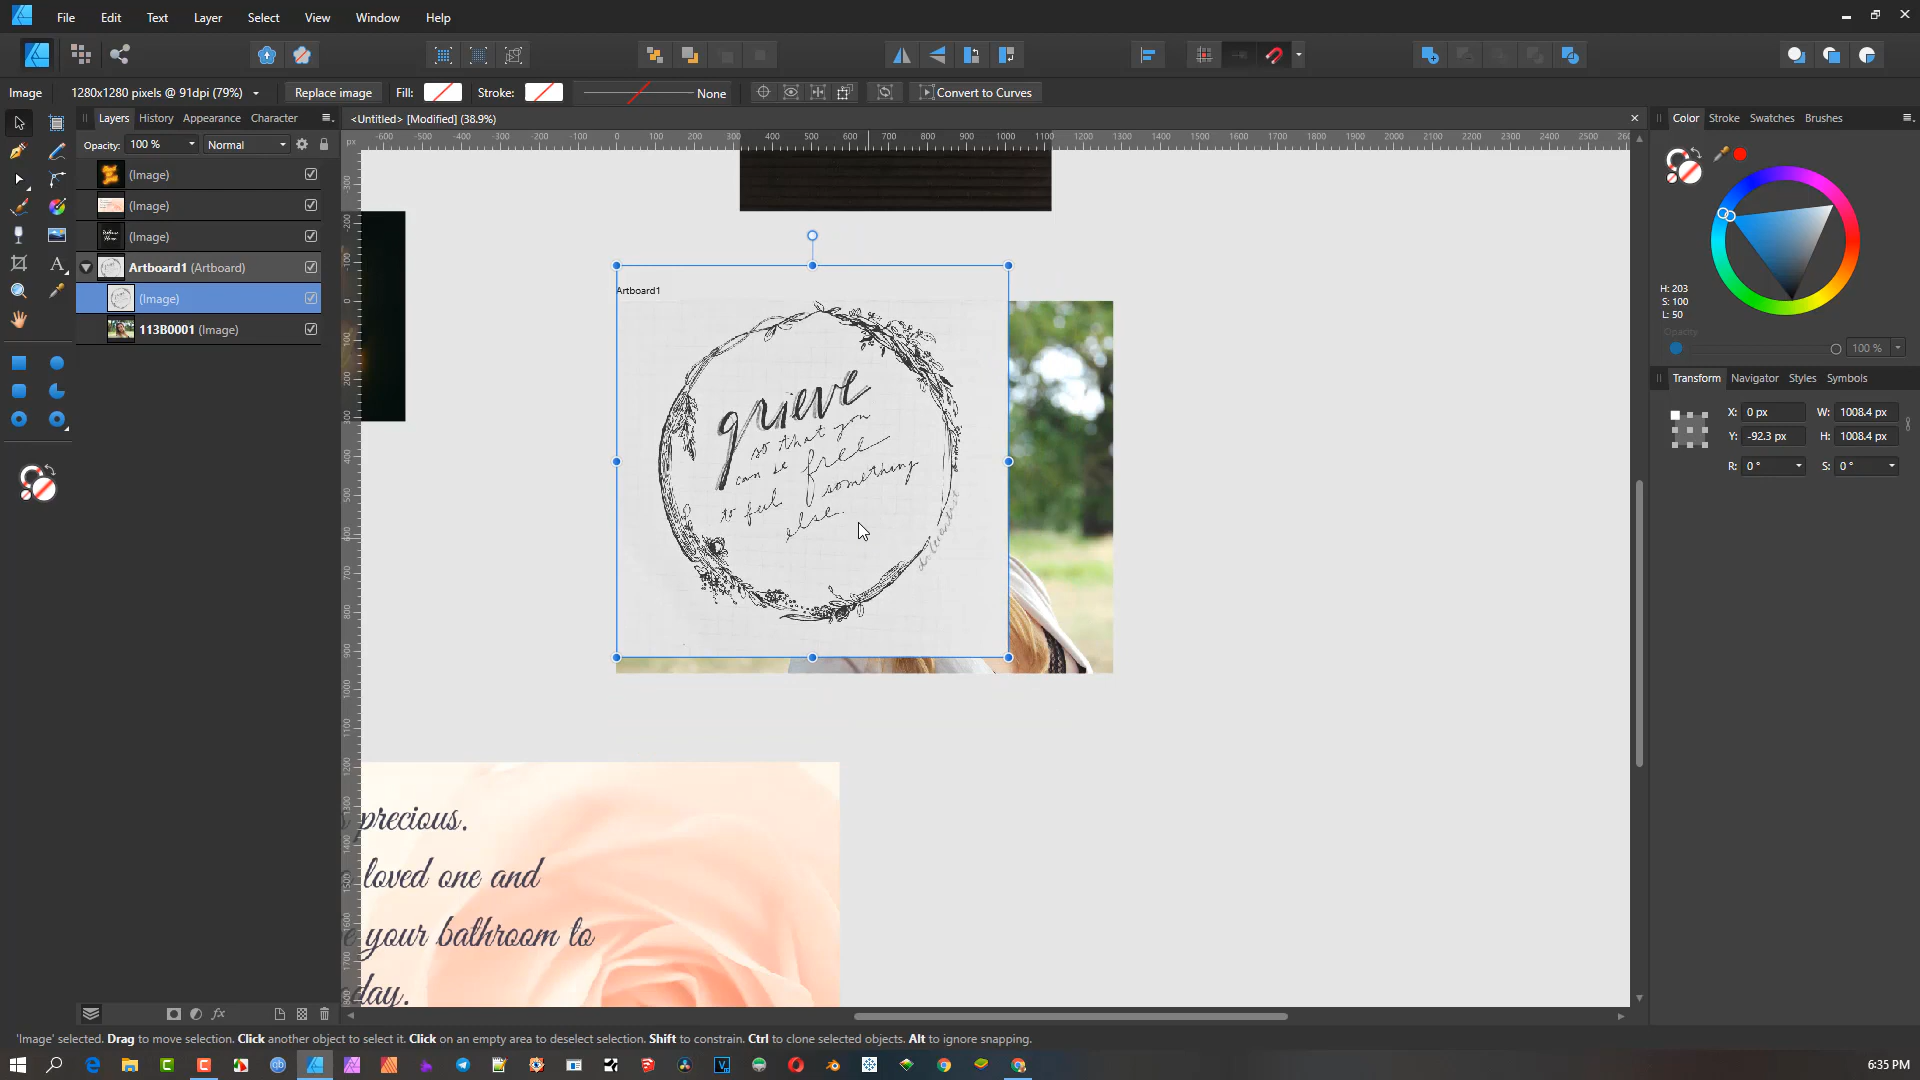 File Edit Text Layer Select View Window Help
Image 1280x1280 pixels @ 91dpi (79%) Replace image Fill: Stroke: None Convert to Curves
Layers History Appearance Character
<Untitled> [Modified] (38.9%)
Opacity: 100 % Normal
(Image)
(Image)
(Image)
Artboard1 (Artboard)
(Image)
113B0001 (Image)
px
Artboard1
grieve
so that you
can be free
to feel something
else.
precious.
loved one and
your bathroom to
day.
Color Stroke Swatches Brushes
H: 203
S: 100
L: 50
Opacity
100 %
Transform Navigator Styles Symbols
X: 0 px W: 1008.4 px
Y: -92.3 px H: 1008.4 px
R: 0 ° S: 0 °
'Image' selected. Drag to move selection. Click another object to select it. Click on an empty area to deselect selection. Shift to constrain. Ctrl to clone selected objects. Alt to ignore snapping.
6:35 PM